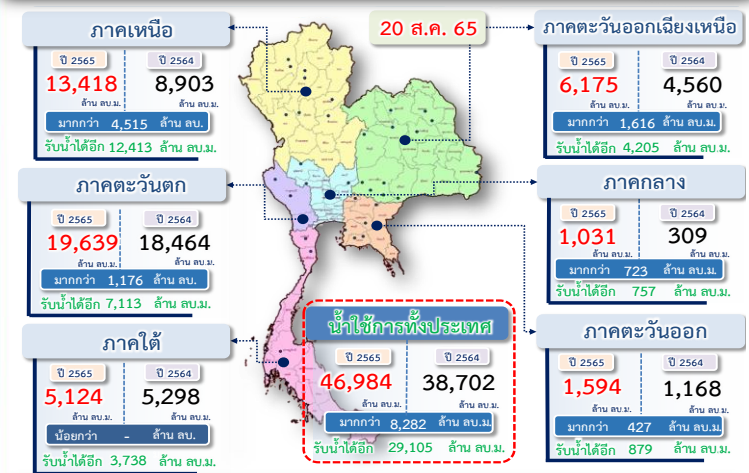 ภาคเหนือ
ปี 2565 ปี 2564
13,418 8,903
ล้าน ลบ.ม. ล้าน ลบ.ม.
มากกว่า 4,515 ล้าน ลบ.
รับน้ำได้อีก 12,413 ล้าน ลบ.ม.
20 ส.ค. 65
ภาคตะวันออกเฉียงเหนือ
ปี 2565 ปี 2564
6,175 4,560
ล้าน ลบ.ม. ล้าน ลบ.ม.
มากกว่า 1,616 ล้าน ลบ.ม.
รับน้ำได้อีก 4,205 ล้าน ลบ.ม.
ภาคตะวันตก
ปี 2565 ปี 2564
19,639 18,464
ล้าน ลบ.ม. ล้าน ลบ.ม.
มากกว่า 1,176 ล้าน ลบ.ม.
รับน้ำได้อีก 7,113 ล้าน ลบ.ม.
ภาคกลาง
ปี 2565 ปี 2564
1,031 309
ล้าน ลบ.ม. ล้าน ลบ.ม.
มากกว่า 723 ล้าน ลบ.ม.
รับน้ำได้อีก 757 ล้าน ลบ.ม.
ภาคใต้
ปี 2565 ปี 2564
5,124 5,298
ล้าน ลบ.ม. ล้าน ลบ.ม.
น้อยกว่า - ล้าน ลบ.
รับน้ำได้อีก 3,738 ล้าน ลบ.ม.
น้ำใช้การทั้งประเทศ
ปี 2565 ปี 2564
46,984 38,702
ล้าน ลบ.ม. ล้าน ลบ.ม.
มากกว่า 8,282 ล้าน ลบ.ม.
รับน้ำได้อีก 29,105 ล้าน ลบ.ม.
ภาคตะวันออก
ปี 2565 ปี 2564
1,594 1,168
ล้าน ลบ.ม. ล้าน ลบ.ม.
มากกว่า 427 ล้าน ลบ.ม.
รับน้ำได้อีก 879 ล้าน ลบ.ม.